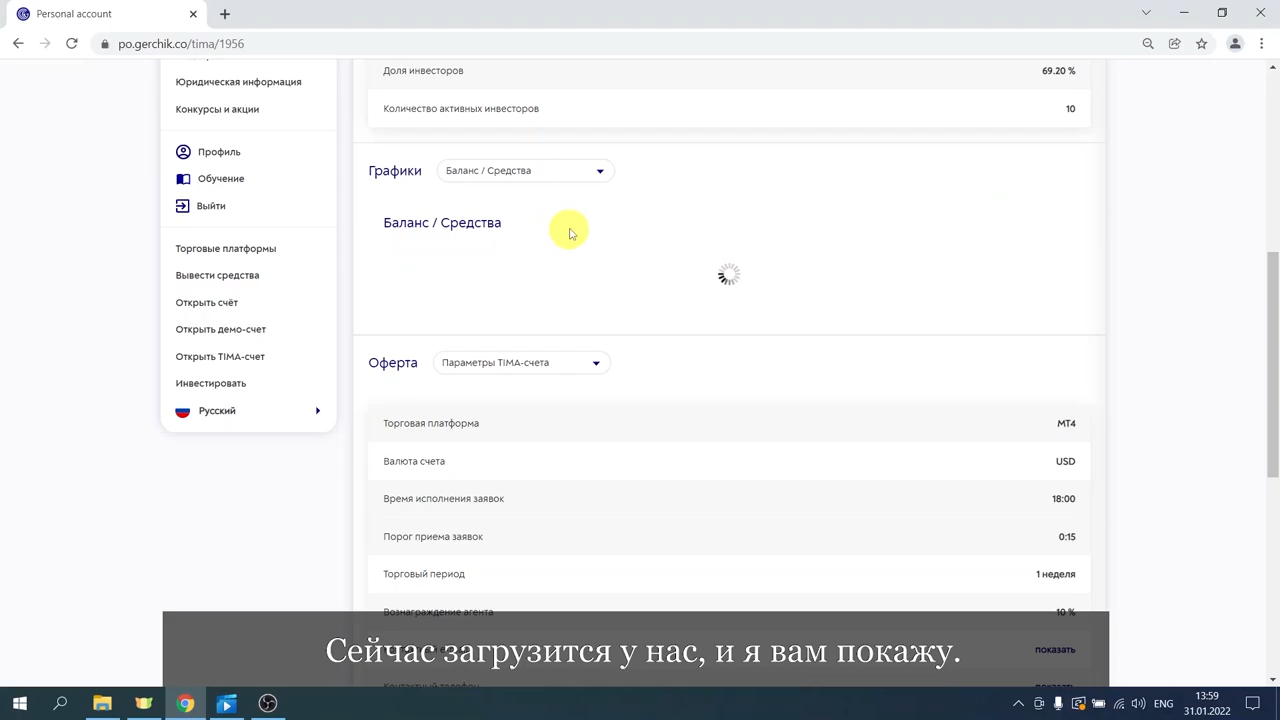 Personal account
po.gerchik.co/tima/1956
Юридическая информация
Конкурсы и акции
Профиль
Обучение
Выйти
Торговые платформы
Вывести средства
Открыть счёт
Открыть демо-счет
Открыть TIMA-счет
Инвестировать
Русский
Доля инвесторов 69.20 %
Количество активных инвесторов 10
Графики Баланс / Средства
Баланс / Средства
Оферта Параметры TIMA-счета
Торговая платформа MT4
Валюта счета USD
Время исполнения заявок 18:00
Порог приема заявок 0:15
Торговый период 1 неделя
Вознаграждение агента 10 %
показать
Сейчас загрузится у нас, и я вам покажу.
Контактный телефон показать
ENG
13:59
31.01.2022